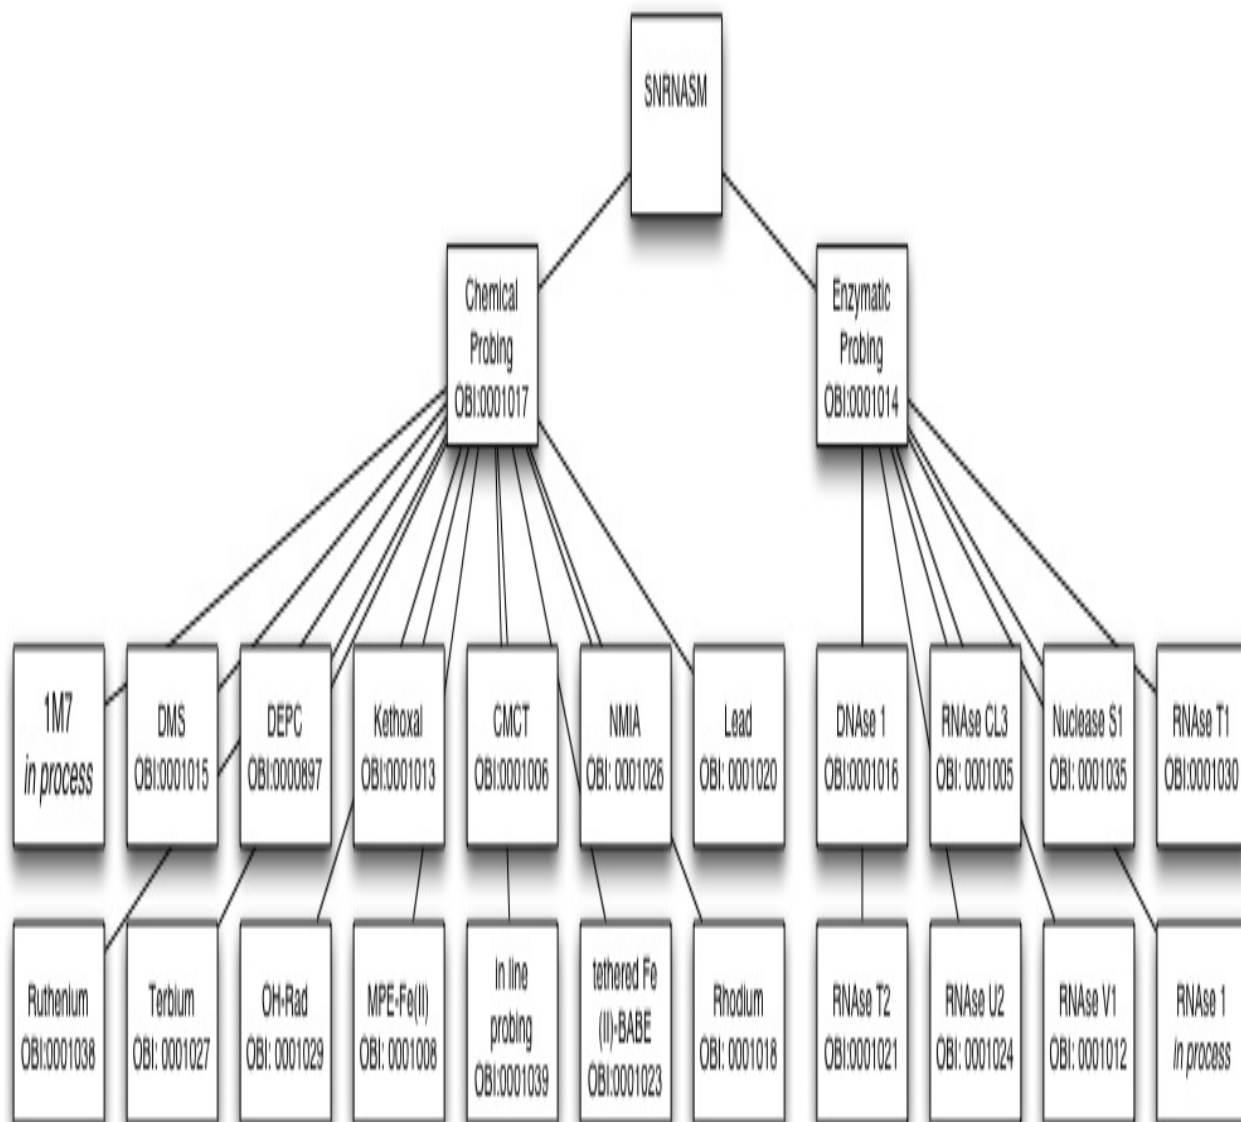 SNRNASM
Chemical
Probing
OBI:0001017
Enzymatic
Probing
OBI:0001014
1M7
in process
DMS
OBI:0001015
DEPC
OBI:0000897
Kethoxal
OBI:0001013
CMCT
OBI:0001006
NMIA
OBI: 0001026
Lead
OBI: 0001020
DNAse 1
OBI:0001016
RNAse CL3
OBI: 0001005
Nuclease S1
OBI: 0001035
RNAse T1
OBI:0001030
Ruthenium
OBI:0001038
Terbium
OBI: 0001027
OH-Rad
OBI: 0001029
MPE-Fe(II)
OBI: 0001008
In line
probing
OBI:0001039
tethered Fe
(II)-BABE
OBI:0001023
Rhodium
OBI: 0001018
RNAse T2
OBI:0001021
RNAse U2
OBI: 0001024
RNAse V1
OBI: 0001012
RNAse 1
in process